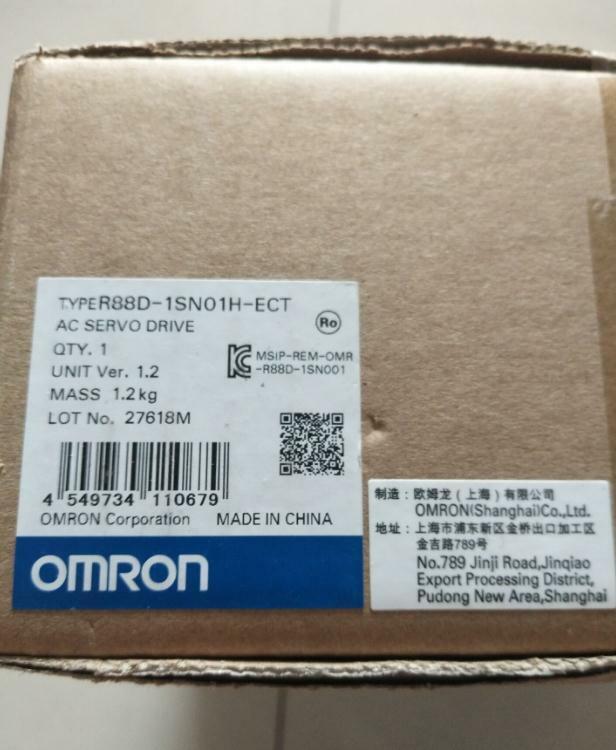 TYPE R88D-1SN01H-ECT
AC SERVO DRIVE
Ro
QTY. 1
UNIT Ver. 1.2
MSIP-REM-OMR
-R88D-1SN001
MASS 1.2kg
LOT No. 27618M
4 549734 110679
OMRON Corporation MADE IN CHINA
OMRON
制造:欧姆龙(上海)有限公司
OMRON(Shanghai)Co.,Ltd.
地址:上海市浦东新区金桥出口加工区
金吉路789号
No.789 Jinji Road,Jinqiao
Export Processing District,
Pudong New Area,Shanghai